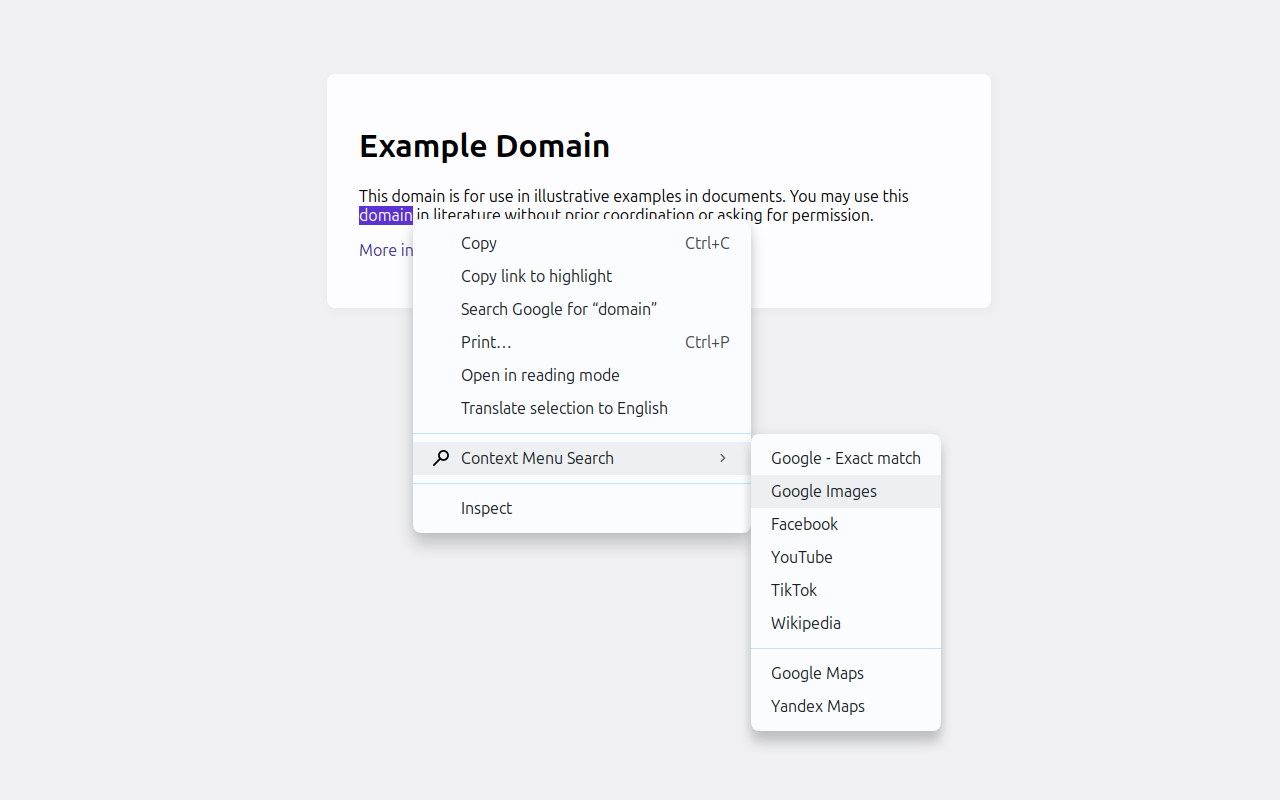 Example Domain
This domain is for use in illustrative examples in documents. You may use this
domain in literature without prior coordination or asking for permission.
More in
Copy Ctrl+C
Copy link to highlight
Search Google for “domain”
Print… Ctrl+P
Open in reading mode
Translate selection to English
Context Menu Search
Inspect
Google - Exact match
Google Images
Facebook
YouTube
TikTok
Wikipedia
Google Maps
Yandex Maps